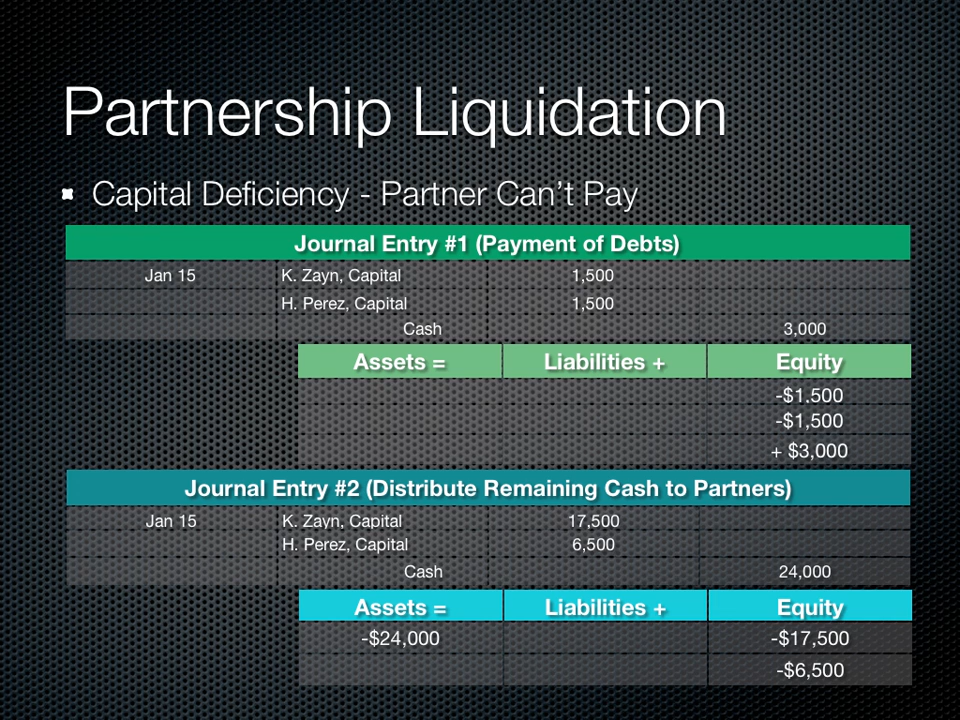 Partnership Liquidation
Capital Deficiency - Partner Can't Pay
Journal Entry #1 (Payment of Debts)
Jan 15 K. Zayn, Capital 1,500
H. Perez, Capital 1,500
Cash 3,000
Assets = Liabilities + Equity
-$1,500
-$1,500
+ $3,000
Journal Entry #2 (Distribute Remaining Cash to Partners)
Jan 15 K. Zayn, Capital 17,500
H. Perez, Capital 6,500
Cash 24,000
Assets = Liabilities + Equity
-$24,000 -$17,500
-$6,500